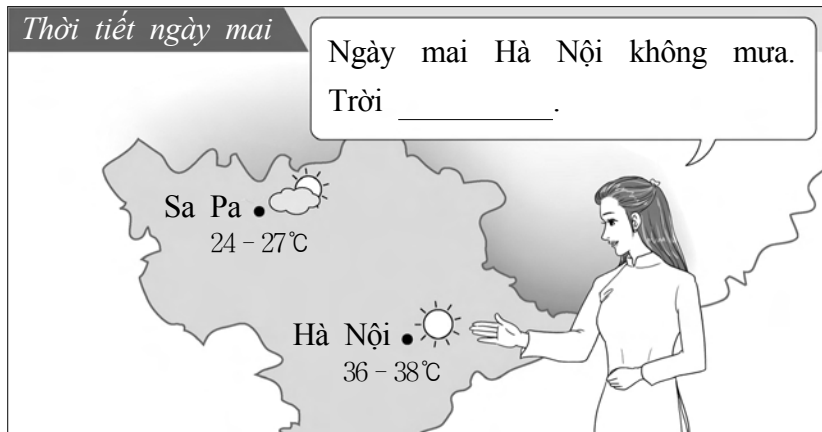 Thời tiết ngày mai
Ngày mai Hà Nội không mưa.
Trời __________.
Sa Pa
24 - 27℃
Hà Nội
36 - 38℃